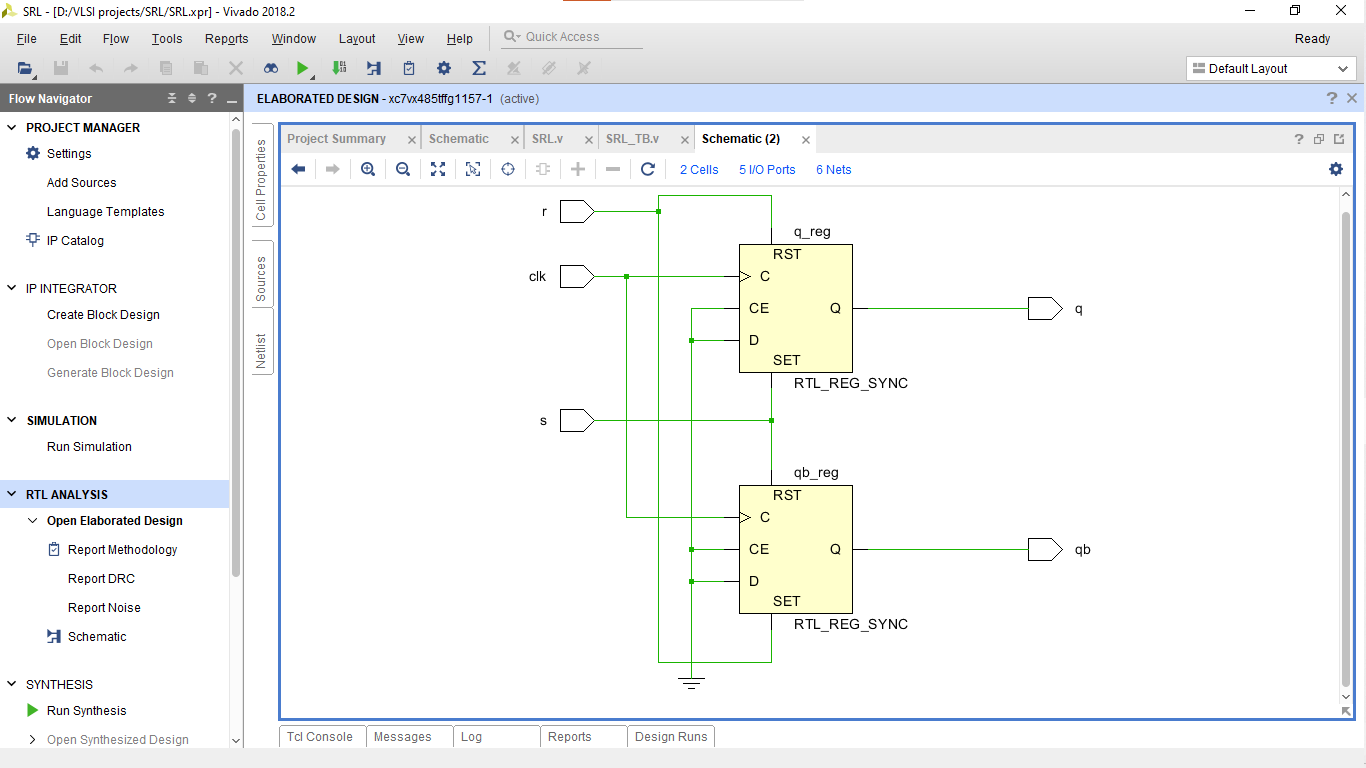 SRL - [D:/VLSI projects/SRL/SRL.xpr] - Vivado 2018.2
File Edit Flow Tools Reports Window Layout View Help Quick Access Ready
Default Layout
Flow Navigator
ELABORATED DESIGN - xc7vx485tffg1157-1 (active)
PROJECT MANAGER
Settings
Add Sources
Language Templates
IP Catalog
IP INTEGRATOR
Create Block Design
Open Block Design
Generate Block Design
SIMULATION
Run Simulation
RTL ANALYSIS
Open Elaborated Design
Report Methodology
Report DRC
Report Noise
Schematic
SYNTHESIS
Run Synthesis
Open Synthesized Design
Cell Properties
Sources
Netlist
Project Summary Schematic SRL.v SRL_TB.v Schematic (2)
2 Cells 5 I/O Ports 6 Nets
r
q_reg
RST
clk
C
CE Q
q
D
SET
RTL_REG_SYNC
s
qb_reg
RST
C
CE Q
qb
D
SET
RTL_REG_SYNC
Tcl Console Messages Log Reports Design Runs